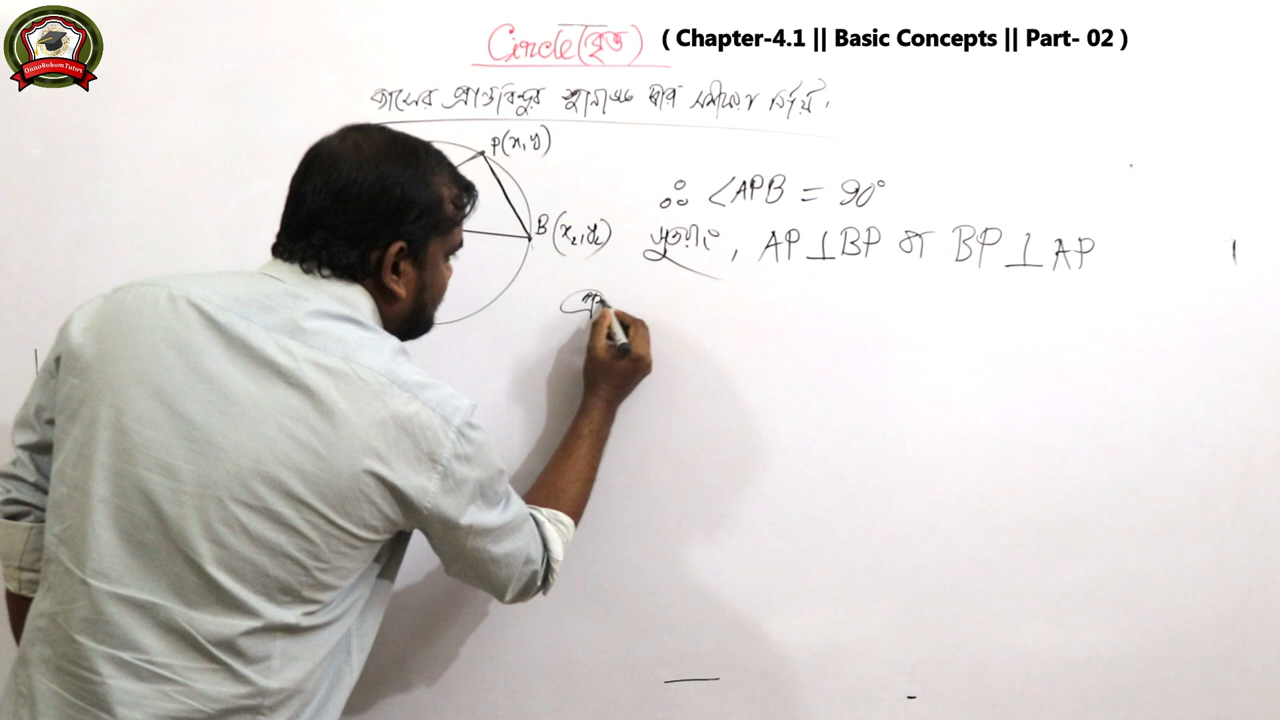 OnnoRokomTutor
Circle (বৃত্ত) ( Chapter-4.1 || Basic Concepts || Part- 02 )
ব্যাসের প্রান্তবিন্দুর স্থানাঙ্ক দ্বারা সমীকরণ নির্ণয়।
P(x, y)
B (x₂, y₂)
∴ ∠APB = 90°
সুতরাং, AP ⊥ BP বা BP ⊥ AP